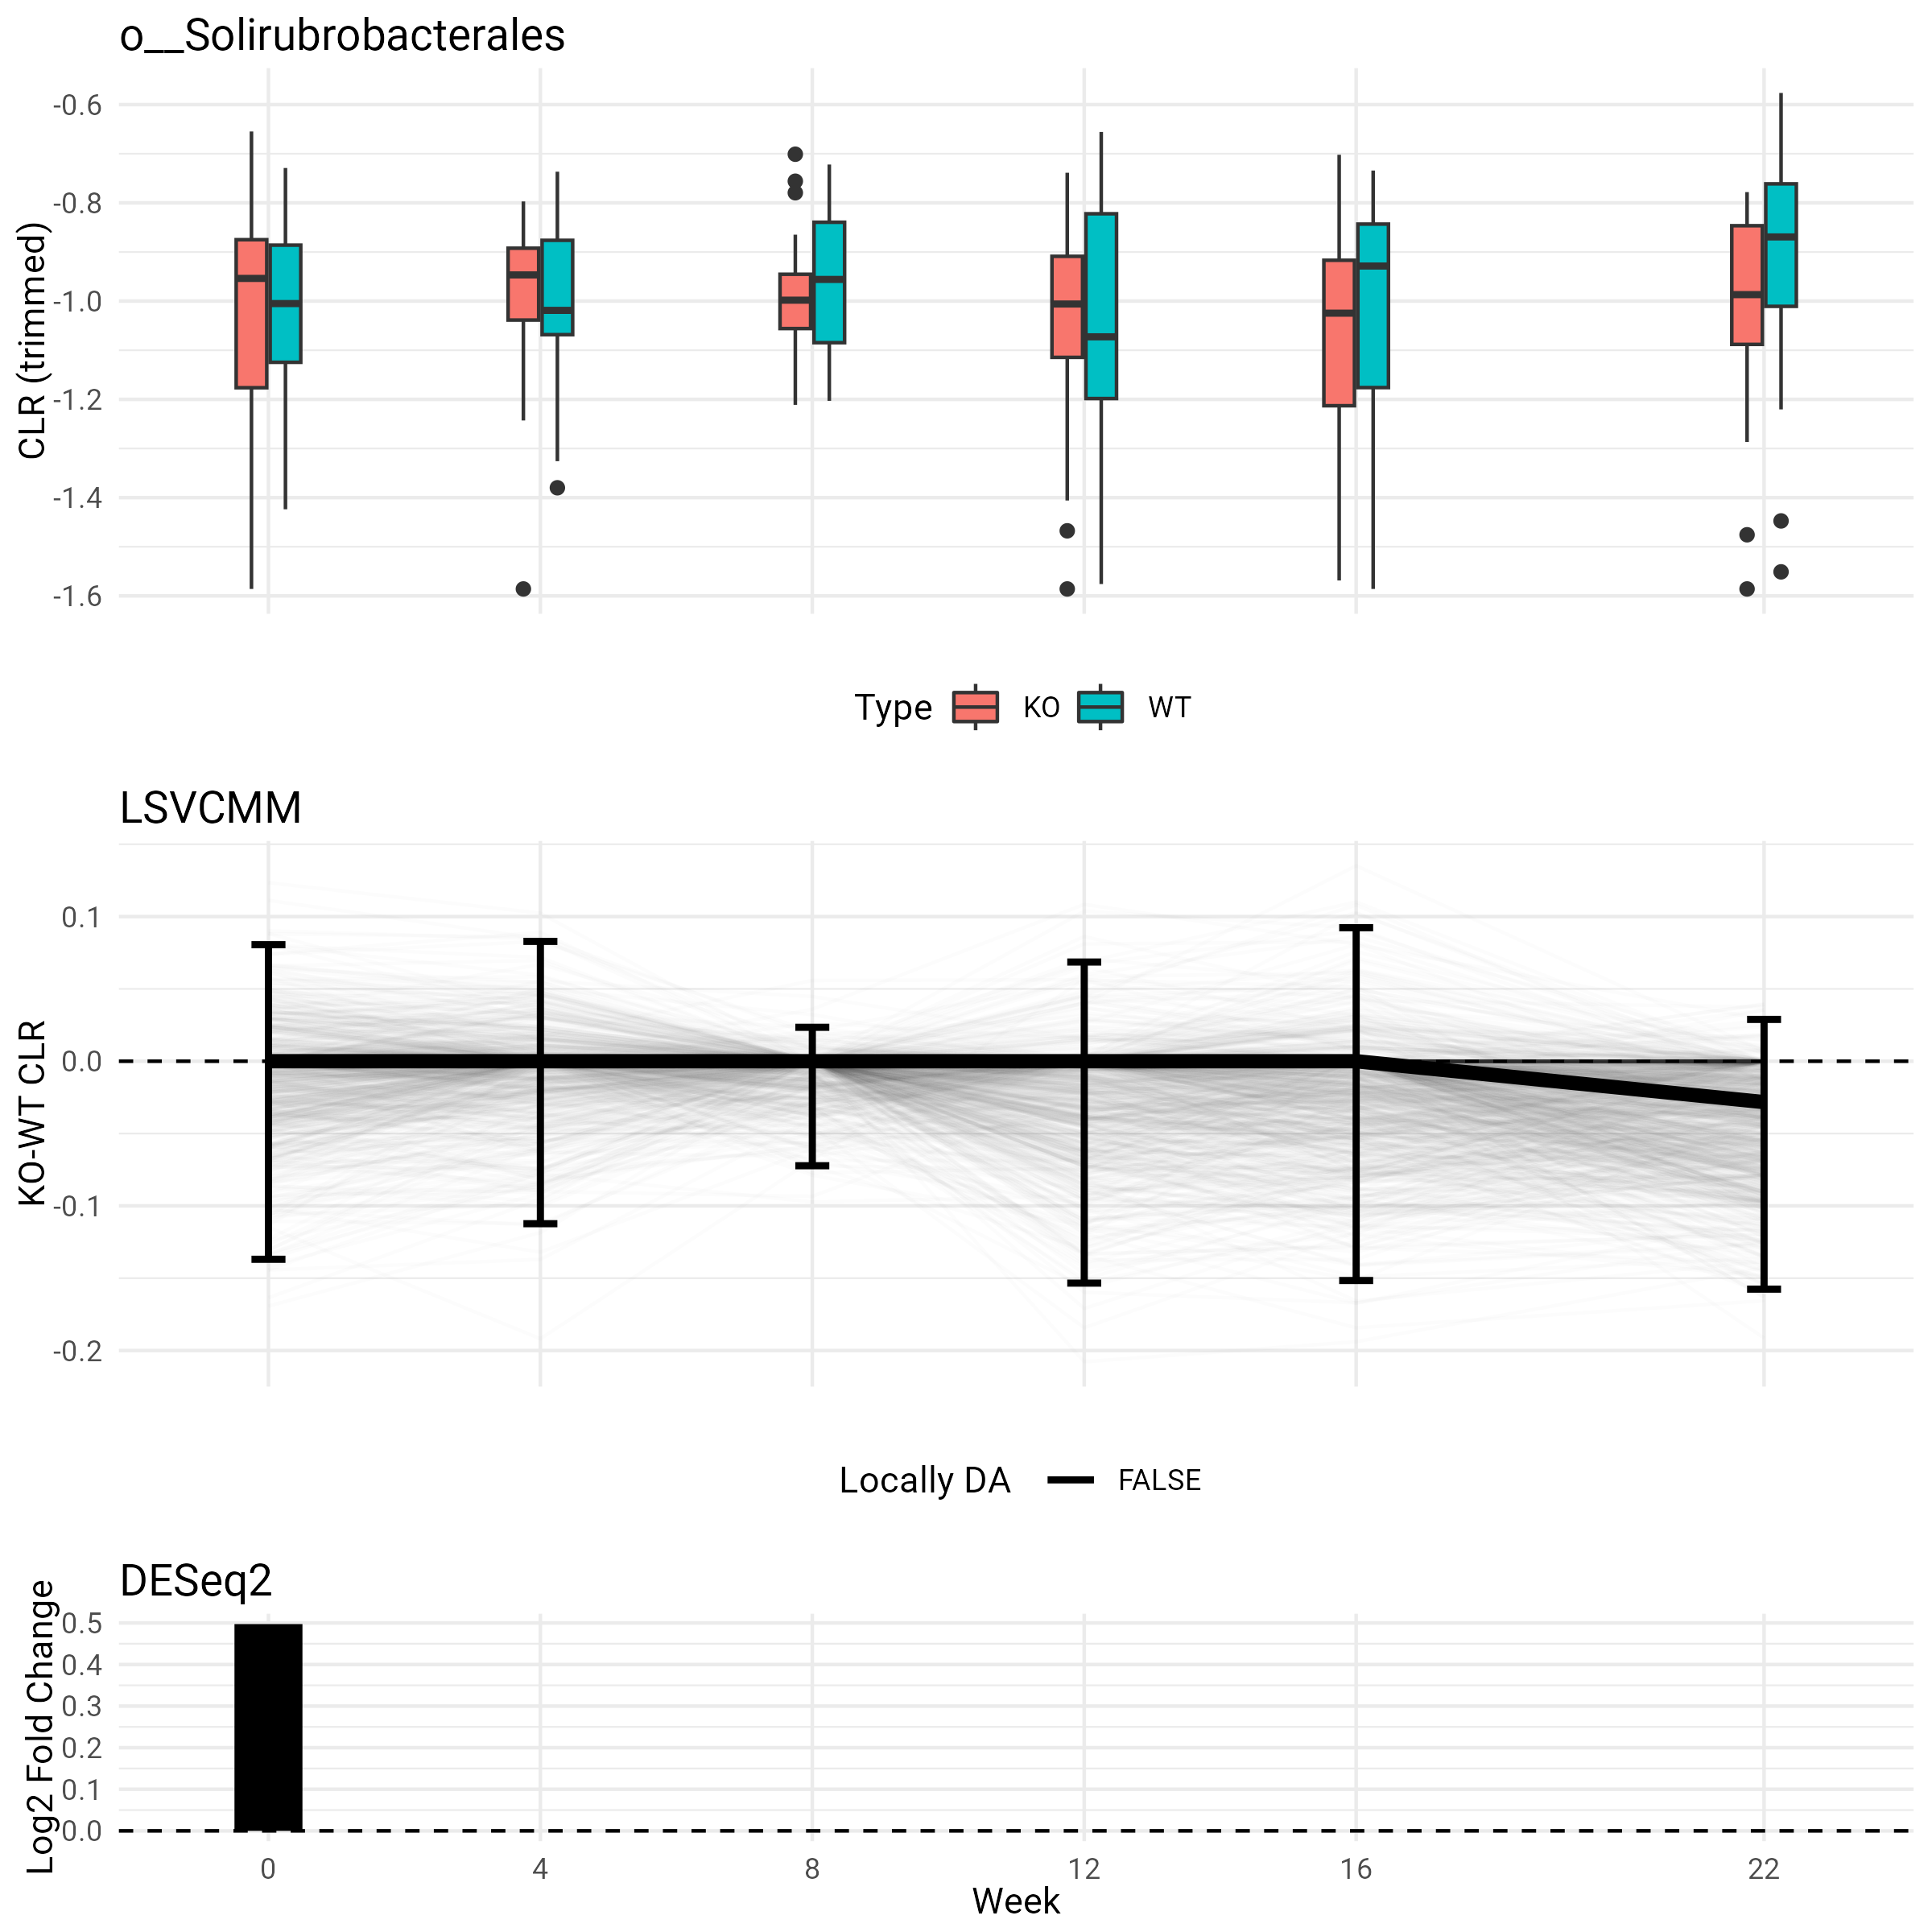 o__Solirubrobacterales
CLR (trimmed)
-0.6
-0.8
-1.0
-1.2
-1.4
-1.6
Type KO WT
LSVCMM
KO-WT CLR
0.1
0.0
-0.1
-0.2
Locally DA FALSE
DESeq2
Log2 Fold Change
0.5
0.4
0.3
0.2
0.1
0.0
0 4 8 12 16 22
Week